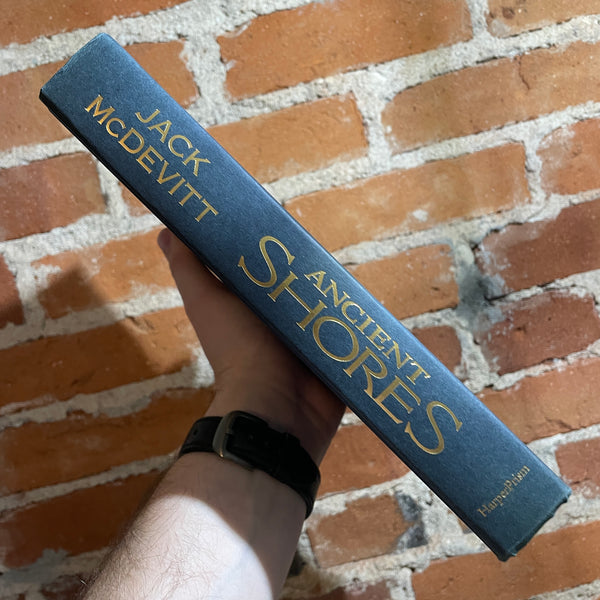 JACK
McDEVITT
ANCIENT
SHORES
HarperPrism